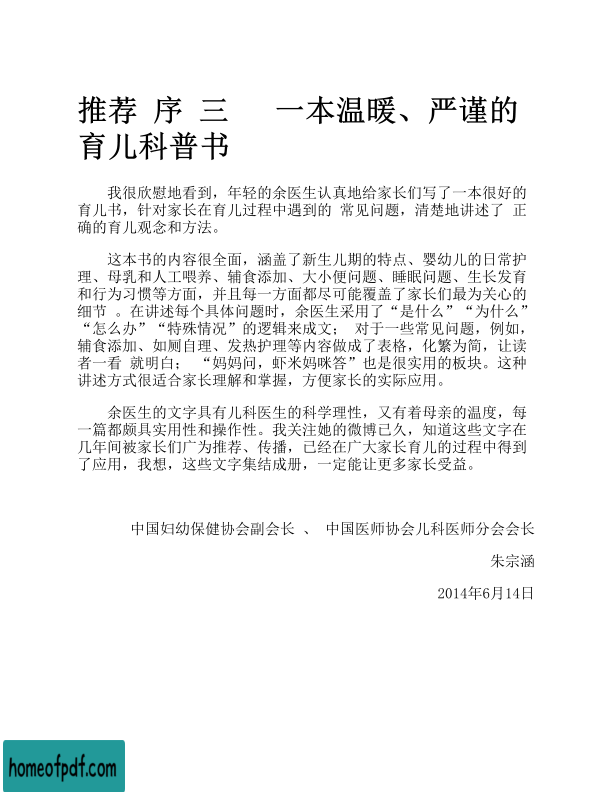 推荐 序 三 一本温暖、严谨的
育儿科普书
我很欣慰地看到，年轻的余医生认真地给家长们写了一本很好的
育儿书，针对家长在育儿过程中遇到的 常见问题，清楚地讲述了 正
确的育儿观念和方法。
这本书的内容很全面，涵盖了新生儿期的特点、婴幼儿的日常护
理、母乳和人工喂养、辅食添加、大小便问题、睡眠问题、生长发育
和行为习惯等方面，并且每一方面都尽可能覆盖了家长们最为关心的
细节 。在讲述每个具体问题时，余医生采用了“是什么”“为什么”
“怎么办”“特殊情况”的逻辑来成文； 对于一些常见问题，例如，
辅食添加、如厕自理、发热护理等内容做成了表格，化繁为简，让读
者一看 就明白； “妈妈问，虾米妈咪答”也是很实用的板块。这种
讲述方式很适合家长理解和掌握，方便家长的实际应用。
余医生的文字具有儿科医生的科学理性，又有着母亲的温度，每
一篇都颇具实用性和操作性。我关注她的微博已久，知道这些文字在
几年间被家长们广为推荐、传播，已经在广大家长育儿的过程中得到
了应用，我想，这些文字集结成册，一定能让更多家长受益。
中国妇幼保健协会副会长 、 中国医师协会儿科医师分会会长
朱宗涵
2014年6月14日
homeofpdf.com